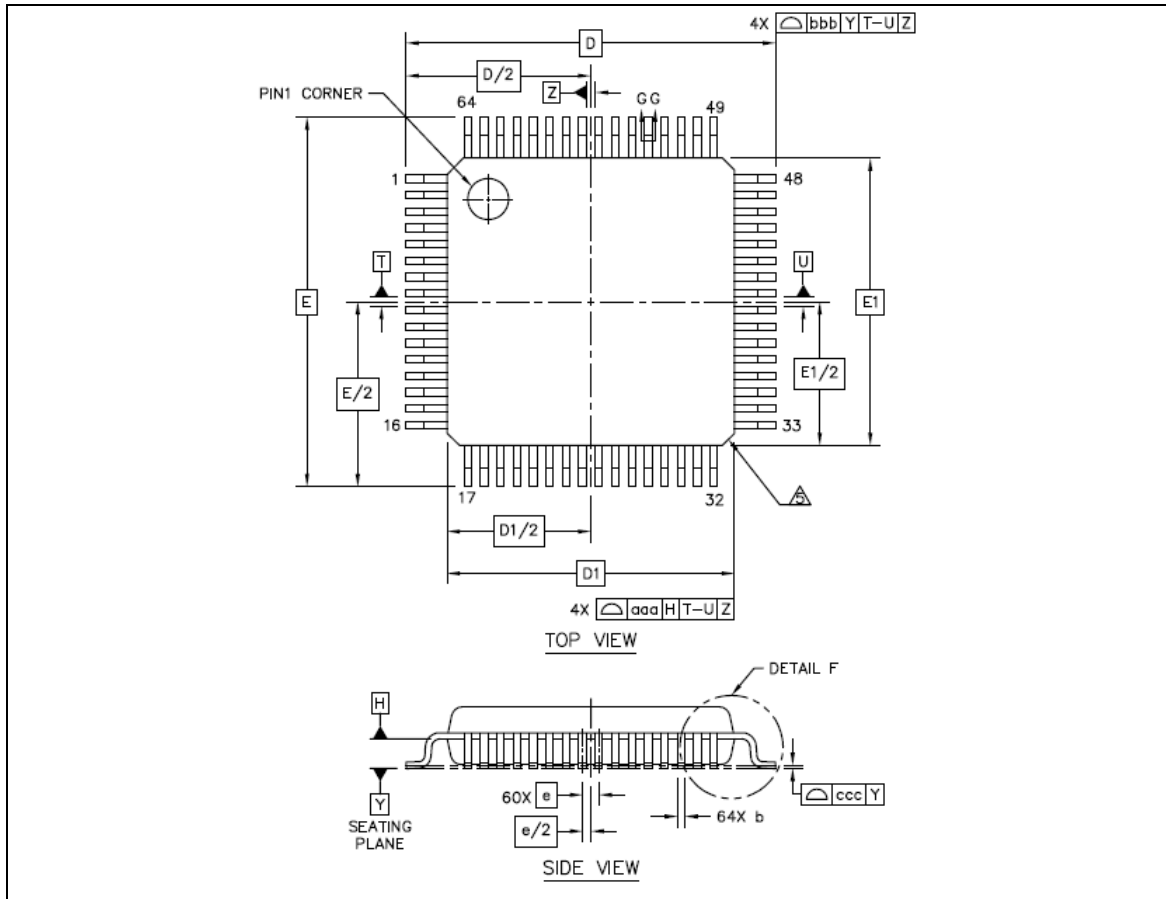 4X ⌓ bbb Y T-U Z
D
D/2
Z
PIN1 CORNER
64
G G
49
1
48
T
U
E
E1
E/2
E1/2
16
33
17
32
5
D1/2
D1
4X ⌓ aaa H T-U Z
TOP VIEW
DETAIL F
H
Y
SEATING
PLANE
60X e
e/2
64X b
⌓ ccc Y
SIDE VIEW